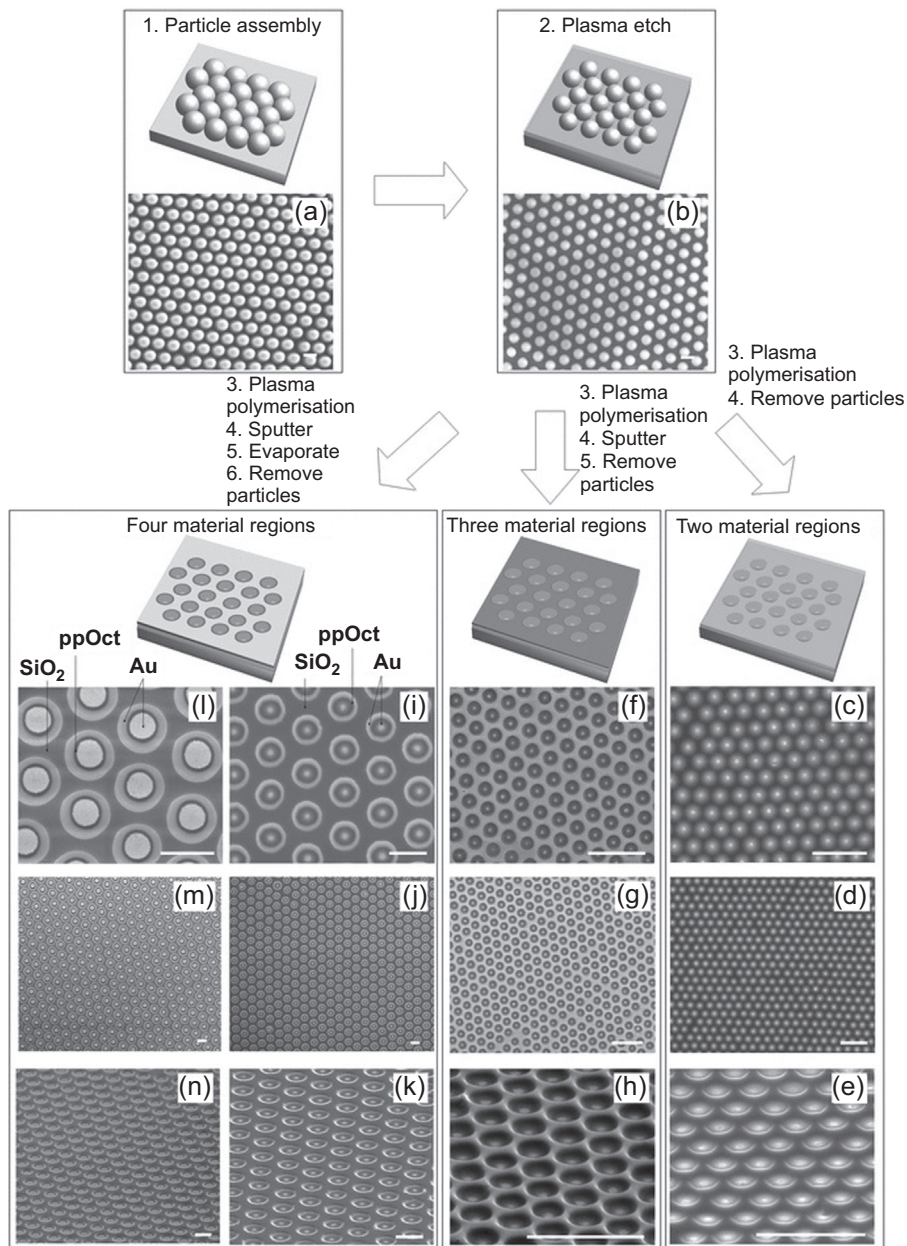 1. Particle assembly
2. Plasma etch
(a)
(b)
3. Plasma
polymerisation
4. Sputter
5. Evaporate
6. Remove
particles
3. Plasma
polymerisation
4. Sputter
5. Remove
particles
3. Plasma
polymerisation
4. Remove particles
Four material regions
Three material regions
Two material regions
ppOct
SiO₂
Au
ppOct
SiO₂
Au
(l)
(i)
(f)
(c)
(m)
(j)
(g)
(d)
(n)
(k)
(h)
(e)